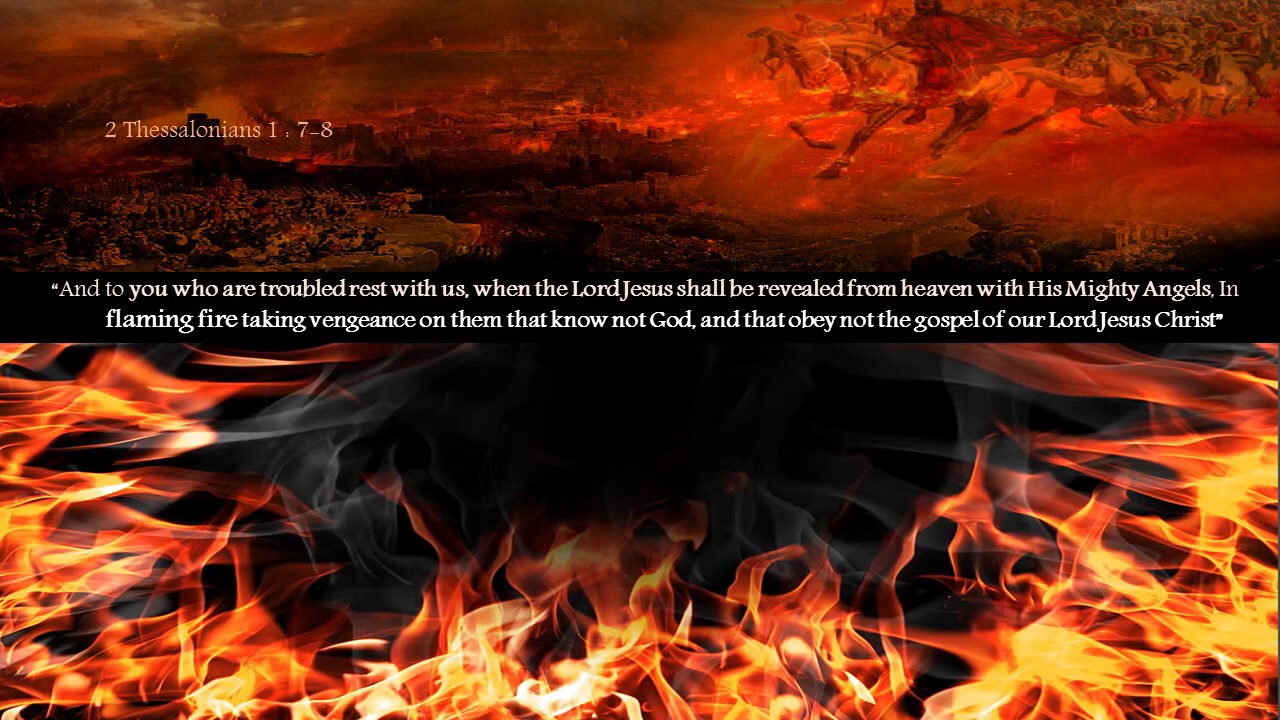 2 Thessalonians 1 : 7-8
“And to you who are troubled rest with us, when the Lord Jesus shall be revealed from heaven with His Mighty Angels, In
flaming fire taking vengeance on them that know not God, and that obey not the gospel of our Lord Jesus Christ”